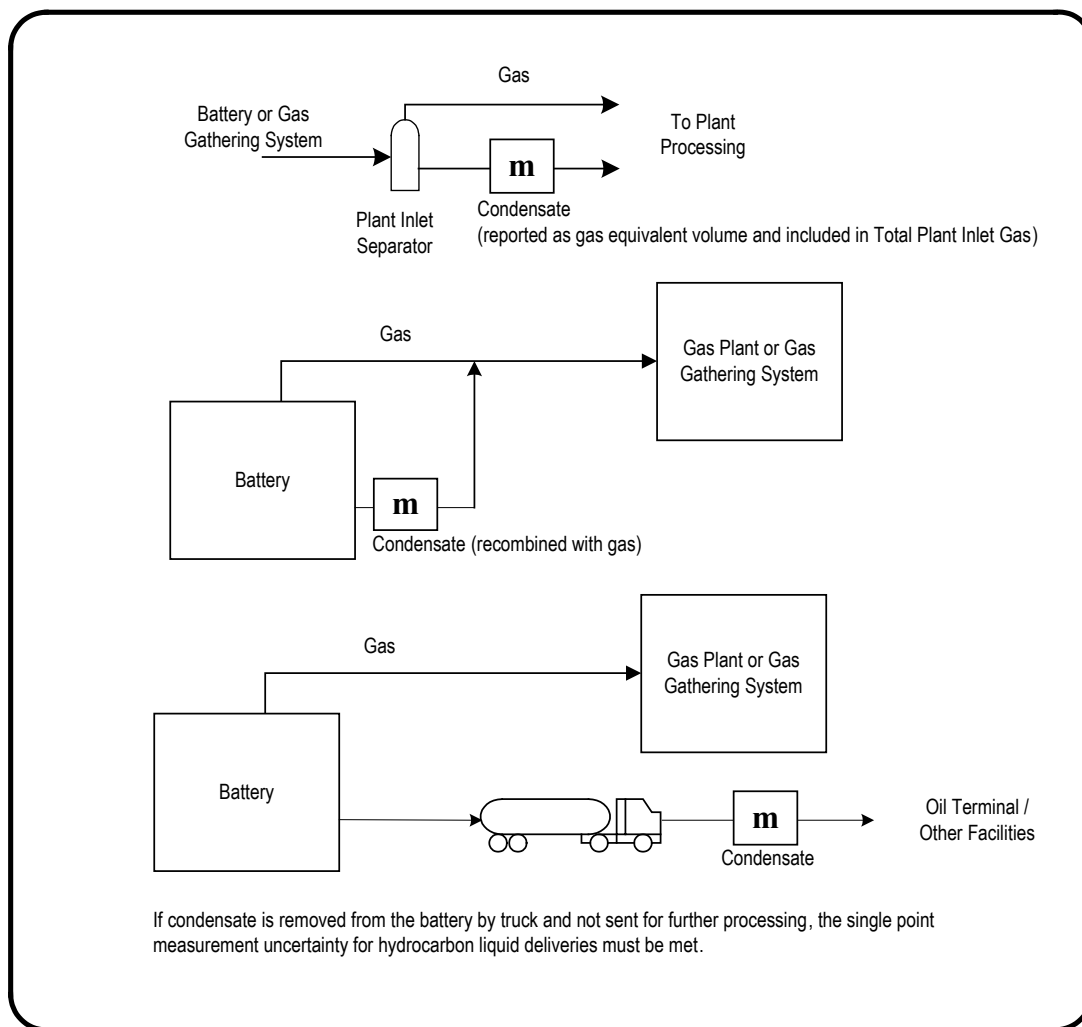 Gas
Battery or Gas
Gathering System
To Plant
Processing
m
Plant Inlet
Separator
Condensate
(reported as gas equivalent volume and included in Total Plant Inlet Gas)
Gas
Gas Plant or Gas
Gathering System
Battery
m
Condensate (recombined with gas)
Gas
Gas Plant or Gas
Gathering System
Battery
m
Condensate
Oil Terminal /
Other Facilities
If condensate is removed from the battery by truck and not sent for further processing, the single point
measurement uncertainty for hydrocarbon liquid deliveries must be met.